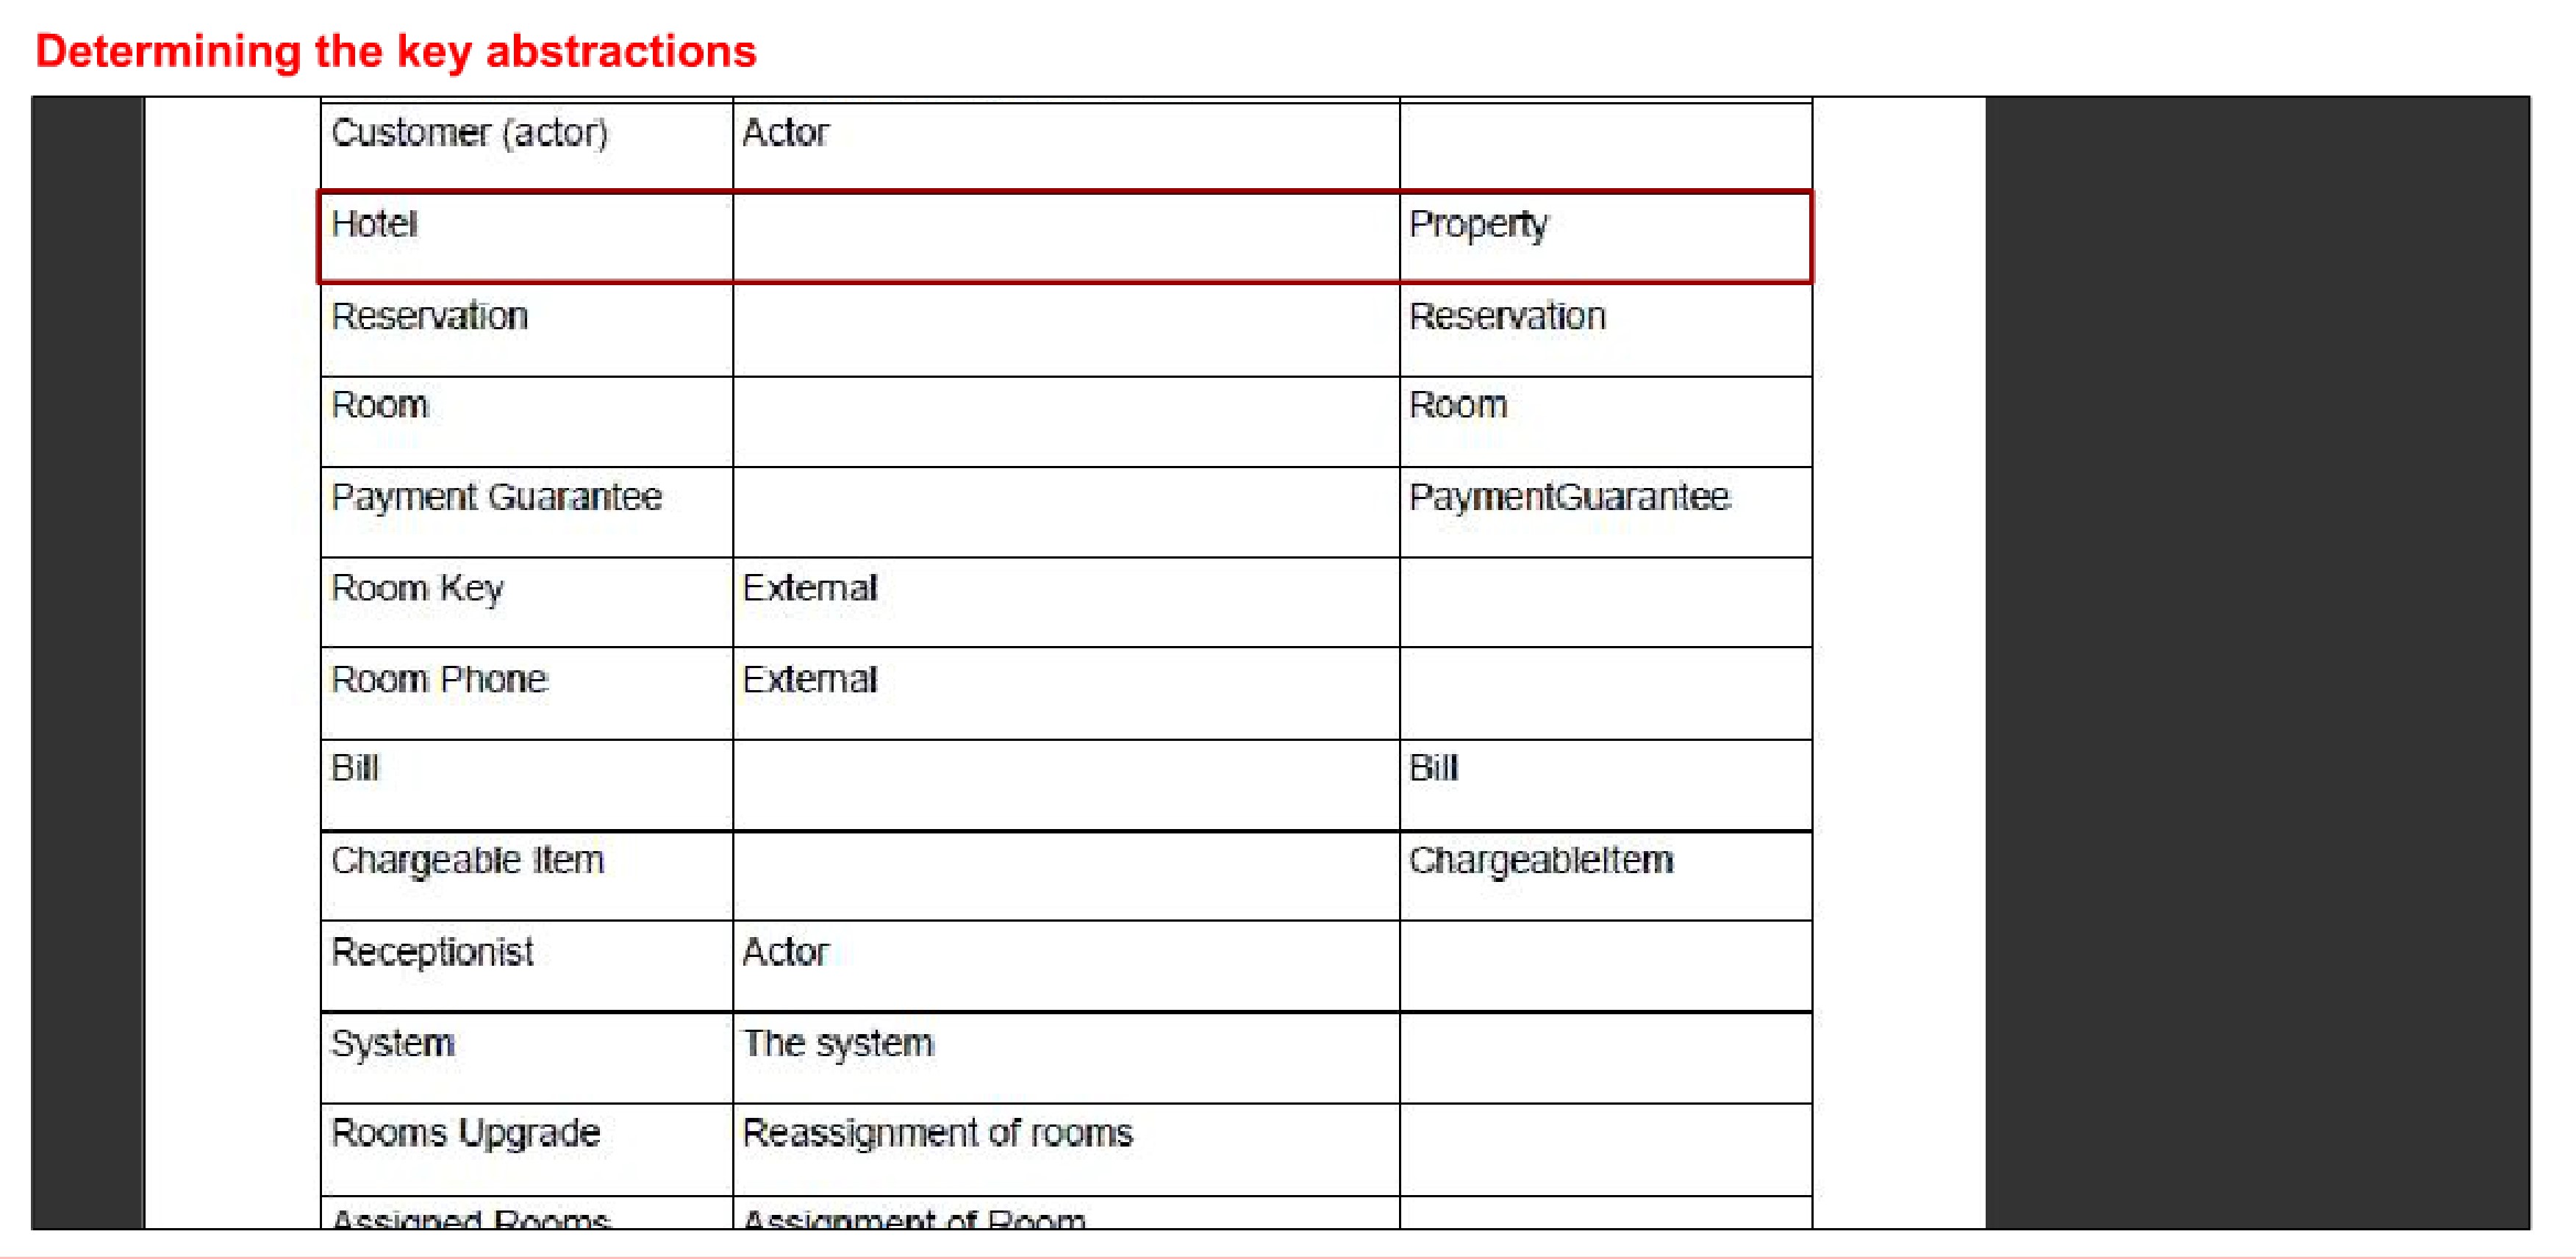 Determining the key abstractions
Customer (actor) Actor
Hotel Property
Reservation Reservation
Room Room
Payment Guarantee PaymentGuarantee
Room Key External
Room Phone External
Bill Bill
Chargeable Item ChargeableItem
Receptionist Actor
System The system
Rooms Upgrade Reassignment of rooms
Assigned Rooms Assignment of Room